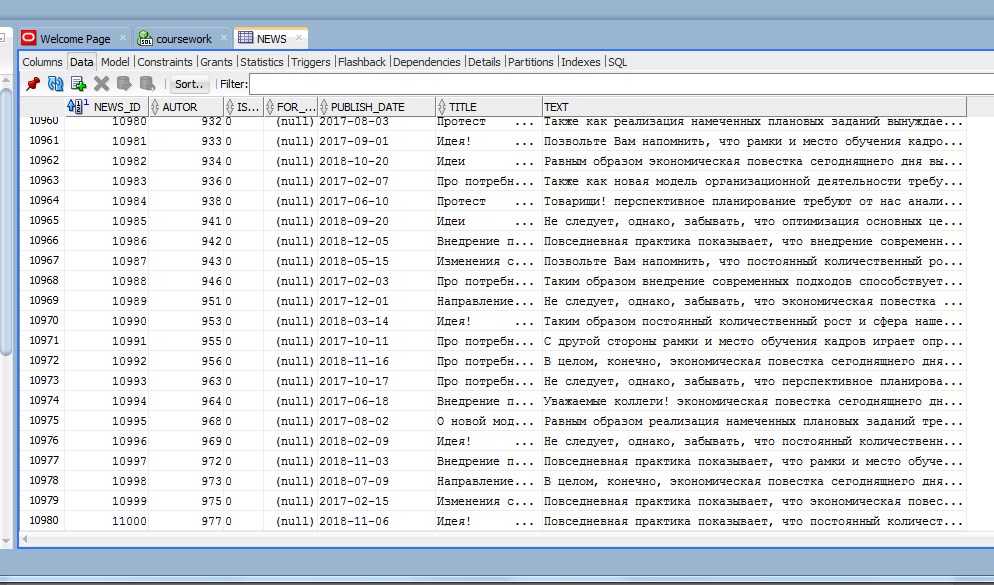 Welcome Page × coursework × NEWS ×
Columns Data Model Constraints Grants Statistics Triggers Flashback Dependencies Details Partitions Indexes SQL
Sort.. Filter:
NEWS_ID AUTOR IS... FOR_... PUBLISH_DATE TITLE TEXT
10960 10980 932 0 (null) 2017-08-03 Протест ... Также как реализация намеченных плановых заданий вынуждае...
10961 10981 933 0 (null) 2017-09-01 Идея! ... Позвольте Вам напомнить, что рамки и место обучения кадро...
10962 10982 934 0 (null) 2018-10-20 Идеи ... Равным образом экономическая повестка сегодняшнего дня вы...
10963 10983 936 0 (null) 2017-02-07 Про потребн... Также как новая модель организационной деятельности требу...
10964 10984 938 0 (null) 2017-06-10 Протест ... Товарищи! перспективное планирование требуют от нас анали...
10965 10985 941 0 (null) 2018-09-20 Идеи ... Не следует, однако, забывать, что оптимизация основных це...
10966 10986 942 0 (null) 2018-12-05 Внедрение п... Повседневная практика показывает, что внедрение современн...
10967 10987 943 0 (null) 2018-05-15 Изменения с... Позвольте Вам напомнить, что постоянный количественный ро...
10968 10988 946 0 (null) 2017-02-03 Про потребн... Таким образом внедрение современных подходов способствует...
10969 10989 951 0 (null) 2017-12-01 Направление... Не следует, однако, забывать, что экономическая повестка ...
10970 10990 953 0 (null) 2018-03-14 Идея! ... Таким образом постоянный количественный рост и сфера наше...
10971 10991 955 0 (null) 2017-10-11 Про потребн... С другой стороны рамки и место обучения кадров играет опр...
10972 10992 956 0 (null) 2018-11-16 Про потребн... В целом, конечно, экономическая повестка сегодняшнего дня...
10973 10993 963 0 (null) 2017-10-17 Про потребн... Не следует, однако, забывать, что перспективное планирова...
10974 10994 964 0 (null) 2017-06-18 Внедрение п... Уважаемые коллеги! экономическая повестка сегодняшнего дн...
10975 10995 968 0 (null) 2017-08-02 О новой мод... Равным образом реализация намеченных плановых заданий тре...
10976 10996 969 0 (null) 2018-02-09 Идея! ... Не следует, однако, забывать, что постоянный количественн...
10977 10997 972 0 (null) 2018-11-03 Внедрение п... Повседневная практика показывает, что рамки и место обуче...
10978 10998 973 0 (null) 2018-07-09 Направление... В целом, конечно, экономическая повестка сегодняшнего дня...
10979 10999 975 0 (null) 2017-02-15 Изменения с... Повседневная практика показывает, что экономическая повес...
10980 11000 977 0 (null) 2018-11-06 Идея! ... Повседневная практика показывает, что постоянный количест...